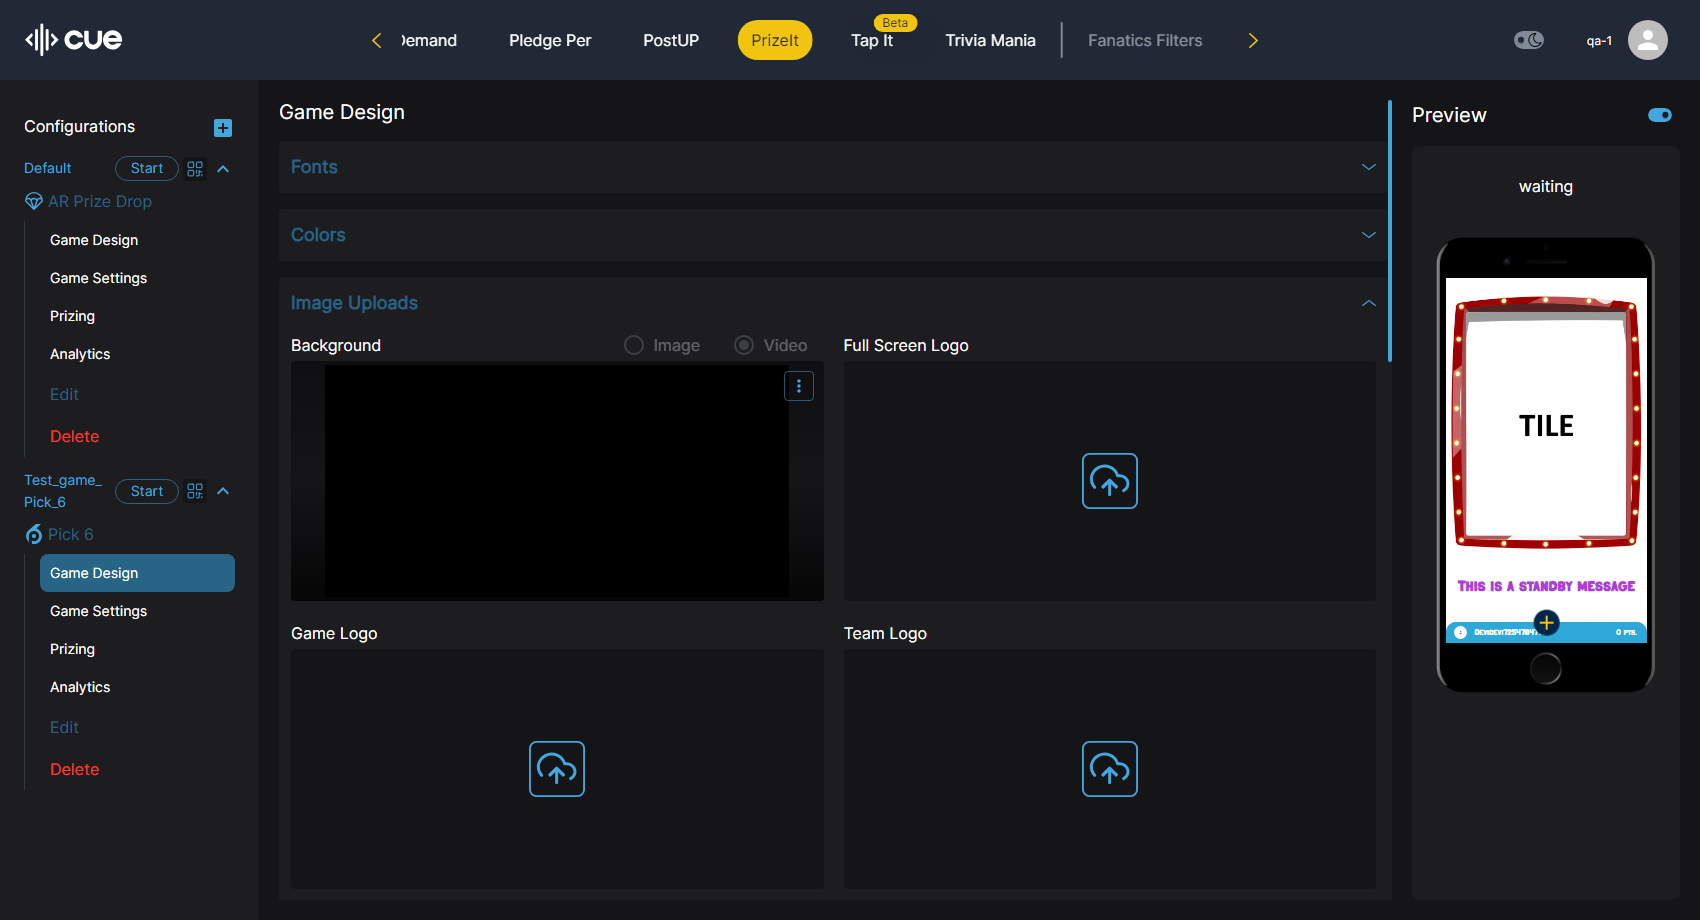 cue
Demand
Pledge Per
PostUP
PrizeIt
Beta
Tap It
Trivia Mania
Fanatics Filters
qa-1
Configurations
Default
Start
AR Prize Drop
Game Design
Game Settings
Prizing
Analytics
Edit
Delete
Test_game_
Pick_6
Start
Pick 6
Game Design
Game Settings
Prizing
Analytics
Edit
Delete
Game Design
Fonts
Colors
Image Uploads
Background
Image
Video
Full Screen Logo
Game Logo
Team Logo
Preview
waiting
TILE
This is a standby message
0 pts.